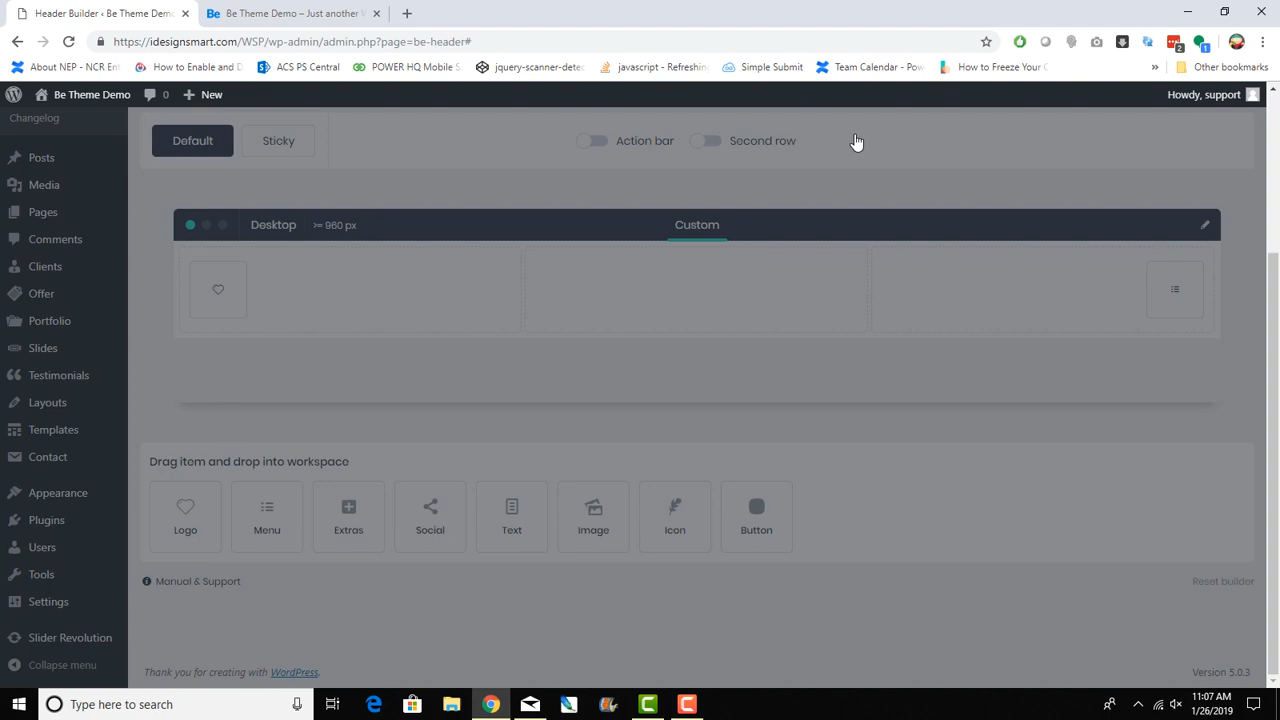 Header Builder ‹ Be Theme Demo
Be Theme Demo – Just another W
https://idesignsmart.com/WSP/wp-admin/admin.php?page=be-header#
About NEP - NCR Ent
How to Enable and D
ACS PS Central
POWER HQ Mobile S
jquery-scanner-detec
javascript - Refreshing
Simple Submit
Team Calendar - Pow
How to Freeze Your C
»
Other bookmarks
Be Theme Demo
0
New
Howdy, support
Changelog
Posts
Media
Pages
Comments
Clients
Offer
Portfolio
Slides
Testimonials
Layouts
Templates
Contact
Appearance
Plugins
Users
Tools
Settings
Slider Revolution
Collapse menu
Default
Sticky
Action bar
Second row
Desktop
>= 960 px
Custom
Drag item and drop into workspace
Logo
Menu
Extras
Social
Text
Image
Icon
Button
Manual & Support
Reset builder
Thank you for creating with WordPress.
Version 5.0.3
Type here to search
11:07 AM
1/26/2019